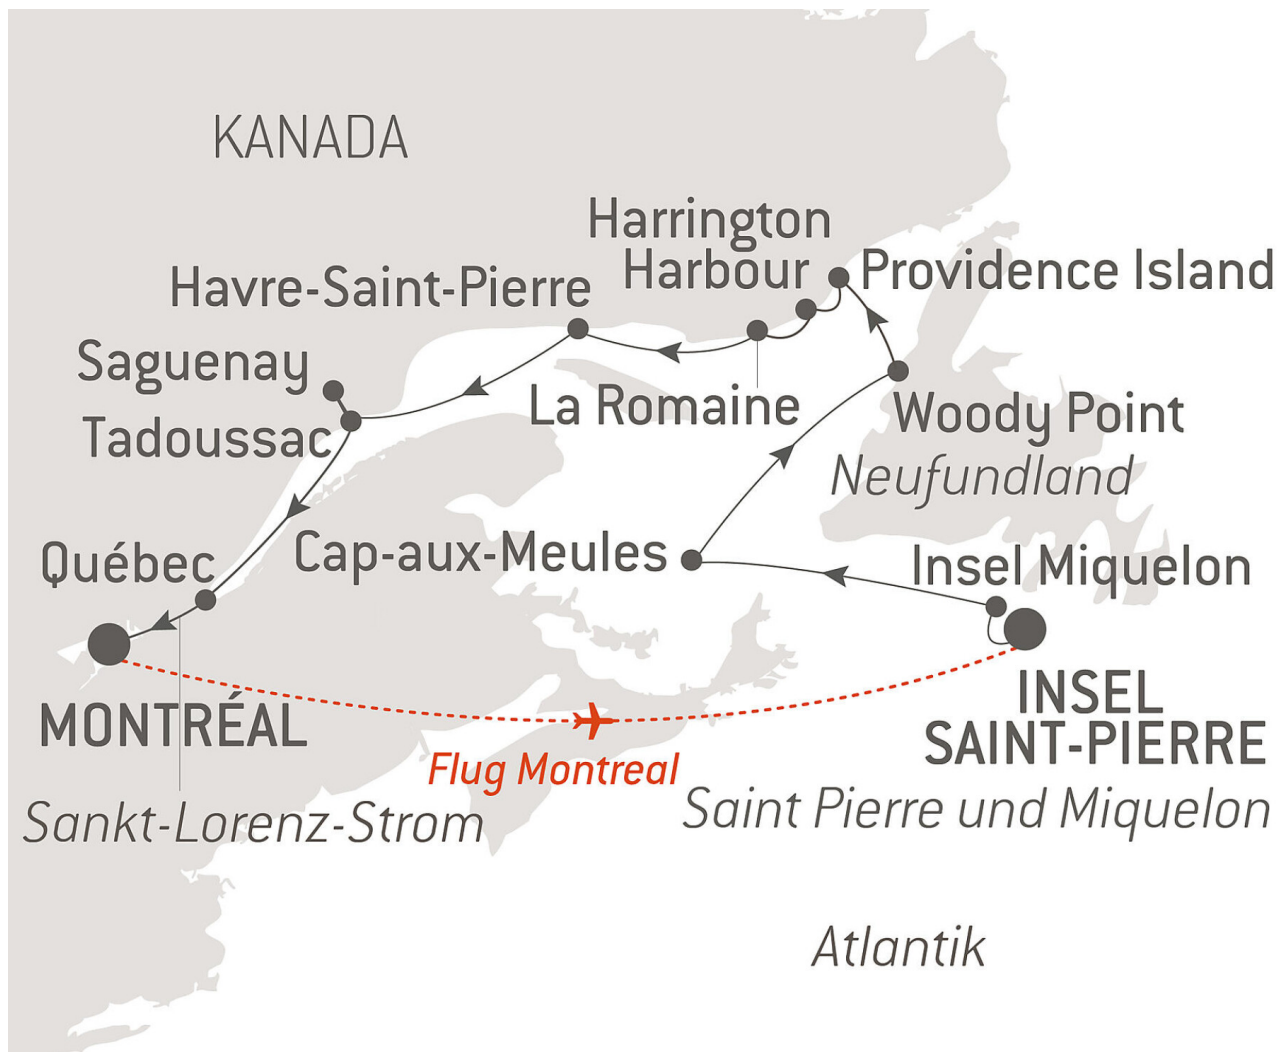 KANADA
Harrington
Harbour
Providence Island
Havre-Saint-Pierre
Saguenay
La Romaine
Tadoussac
Woody Point
Neufundland
Cap-aux-Meules
Québec
Insel Miquelon
INSEL
SAINT-PIERRE
MONTRÉAL
Flug Montreal
Saint Pierre und Miquelon
Sankt-Lorenz-Strom
Atlantik